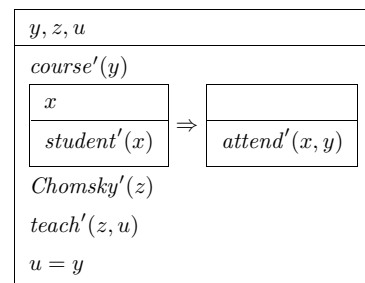 y, z, u
course′(y)
x
student′(x) ⇒ attend′(x, y)
Chomsky′(z)
teach′(z, u)
u = y